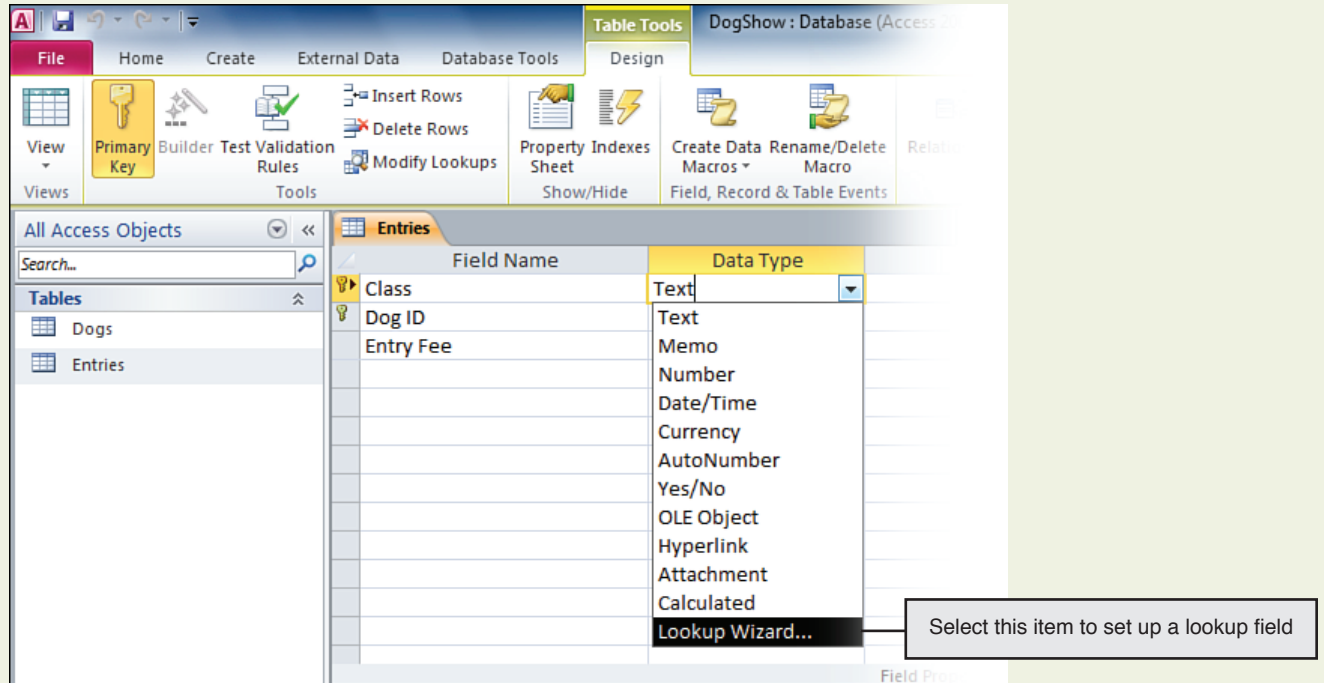 A
Table Tools DogShow : Database (Access 2
File Home Create External Data Database Tools Design
View
Views
Primary Key
Builder
Test Validation Rules
Insert Rows
Delete Rows
Modify Lookups
Tools
Property Sheet
Indexes
Show/Hide
Create Data Macros
Rename/Delete Macro
Field, Record & Table Events
All Access Objects
Search...
Tables
Dogs
Entries
Entries
Field Name Data Type
Class Text
Dog ID
Entry Fee
Text
Memo
Number
Date/Time
Currency
AutoNumber
Yes/No
OLE Object
Hyperlink
Attachment
Calculated
Lookup Wizard...
Select this item to set up a lookup field
Field